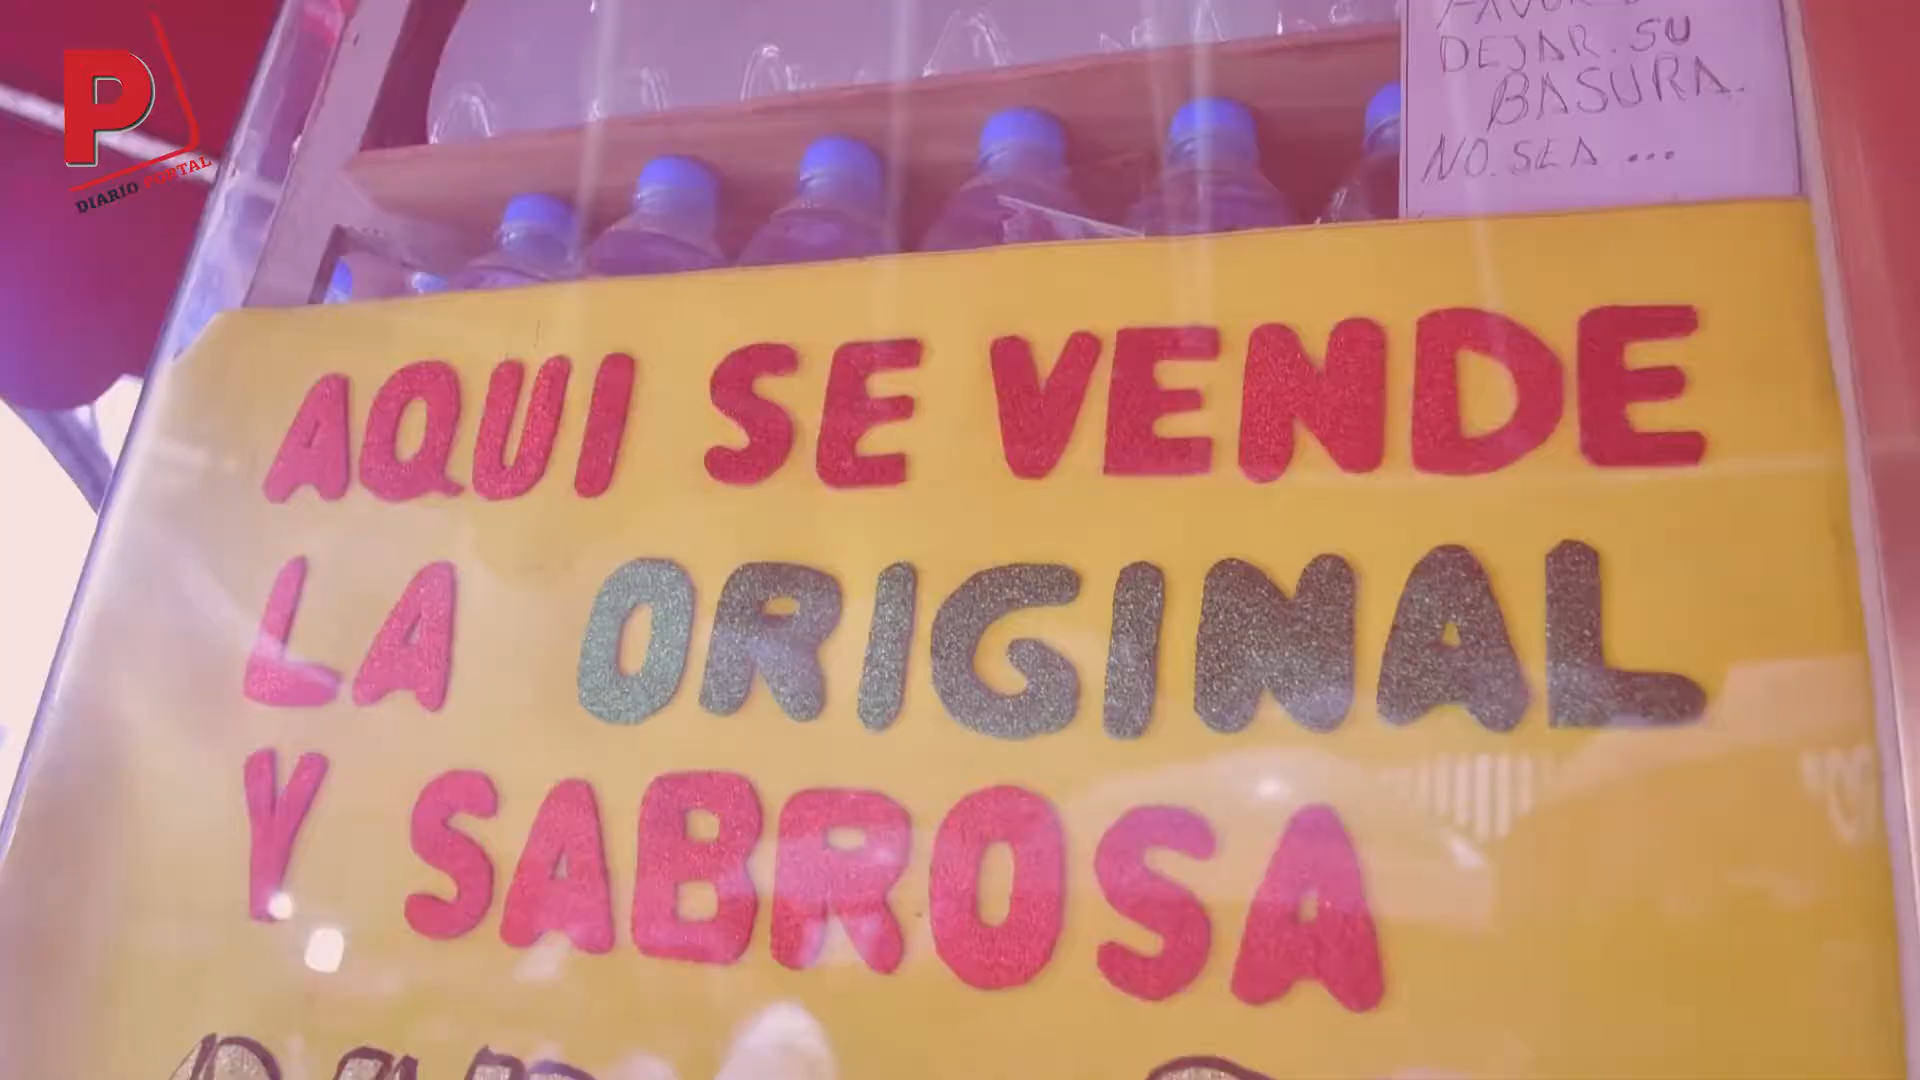 P
DIARIO PORTAL
DEJAR. SU
BASURA.
NO. SEA ...
AQUI SE VENDE
LA ORIGINAL
Y SABROSA